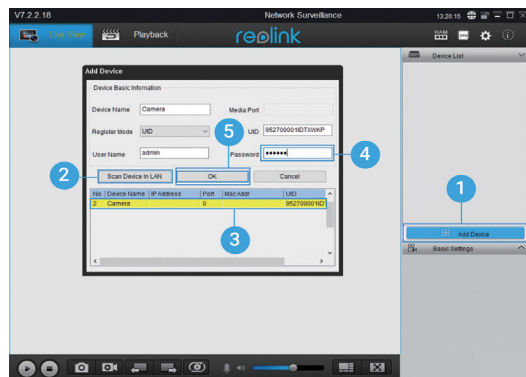 V7.2.2.18
Network Surveillance
13:20:15
Live View
Playback
reolink
RAM
Device List
Add Device
Device Basic Information
Device Name
Camera
Media Port
Register Mode
UID
UID
952700001IDTXWKP
5
User Name
admin
Password
••••••
4
2
Scan Device In LAN
OK
Cancel
1
No. Device Name IP Address Port Mac Addr UID
2 Camera 0 952700001ID
3
Add Device
Basic Settings